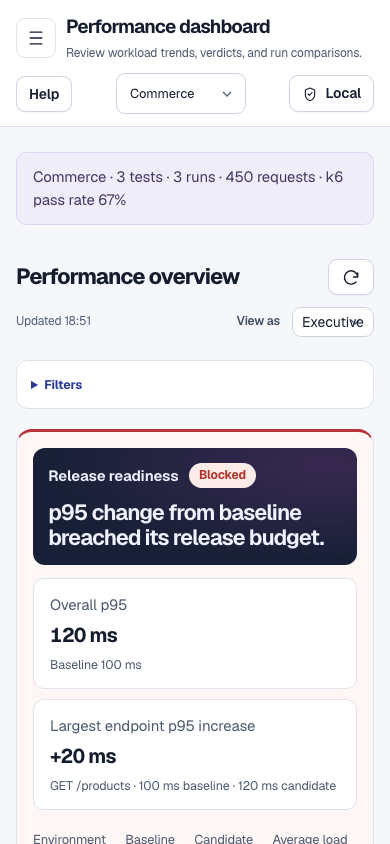 Performance dashboard
Review workload trends, verdicts, and run comparisons.
Help
Commerce
Local
Commerce · 3 tests · 3 runs · 450 requests · k6
pass rate 67%
Performance overview
Updated 18:51
View as
Executive
Filters
Release readiness
Blocked
p95 change from baseline
breached its release budget.
Overall p95
120 ms
Baseline 100 ms
Largest endpoint p95 increase
+20 ms
GET /products · 100 ms baseline · 120 ms candidate
Environment Baseline Candidate Average load